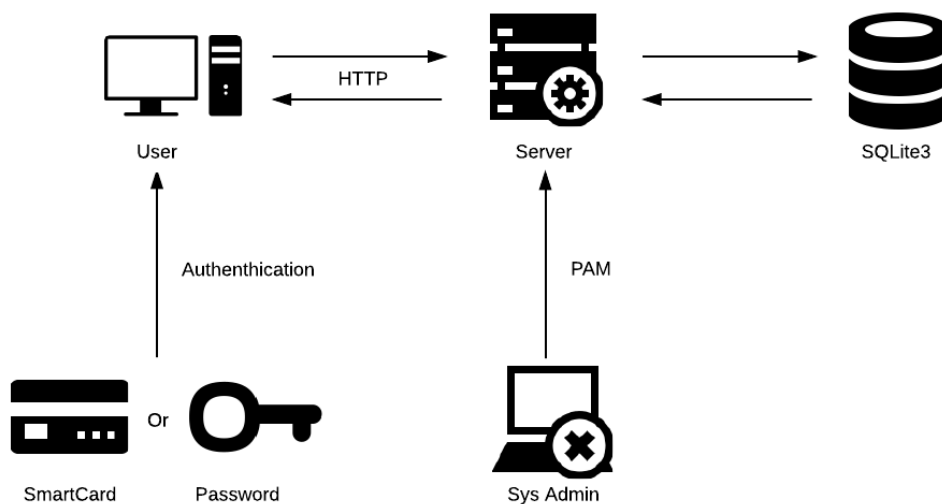 HTTP
User
Server
SQLite3
Authenthication
PAM
Or
SmartCard
Password
Sys Admin